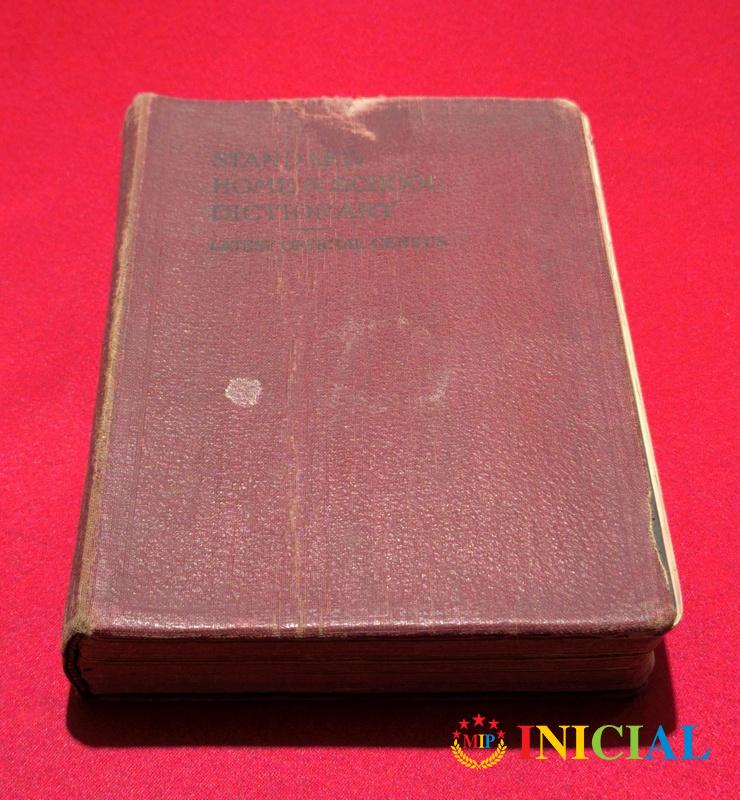 STANDARD
HOME & SCHOOL
DICTIONARY
LATEST OFFICIAL CENSUS
MIP INICIAL